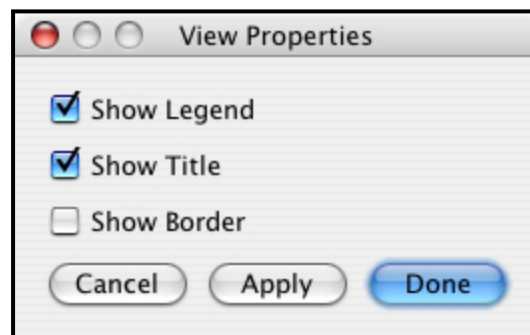 View Properties
Show Legend
Show Title
Show Border
Cancel Apply Done